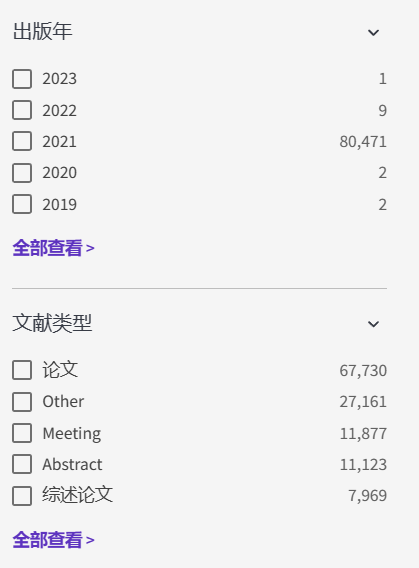 出版年
2023 1
2022 9
2021 80,471
2020 2
2019 2
全部查看 >
文献类型
论文 67,730
Other 27,161
Meeting 11,877
Abstract 11,123
综述论文 7,969
全部查看 >